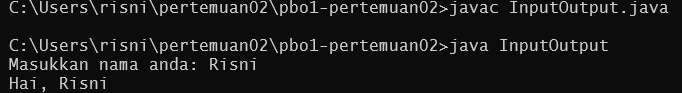 C:\Users\risni\pertemuan02\pbo1-pertemuan02>javac InputOutput.java
C:\Users\risni\pertemuan02\pbo1-pertemuan02>java InputOutput
Masukkan nama anda: Risni
Hai, Risni